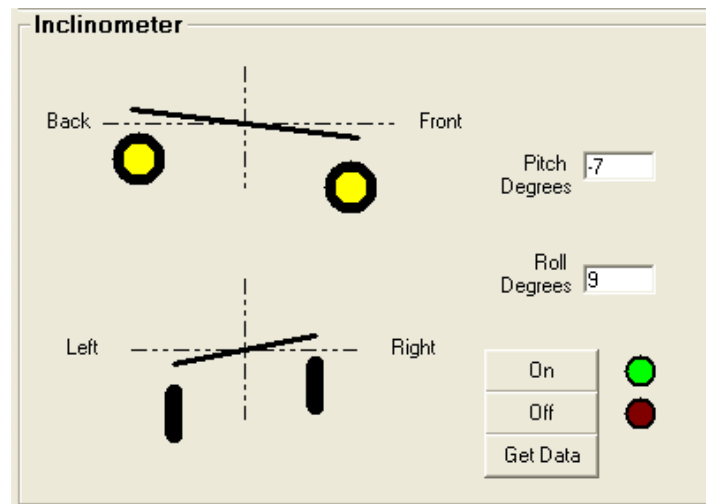 Inclinometer
Back
Front
Pitch
Degrees
-7
Roll
Degrees
9
Left
Right
On
Off
Get Data